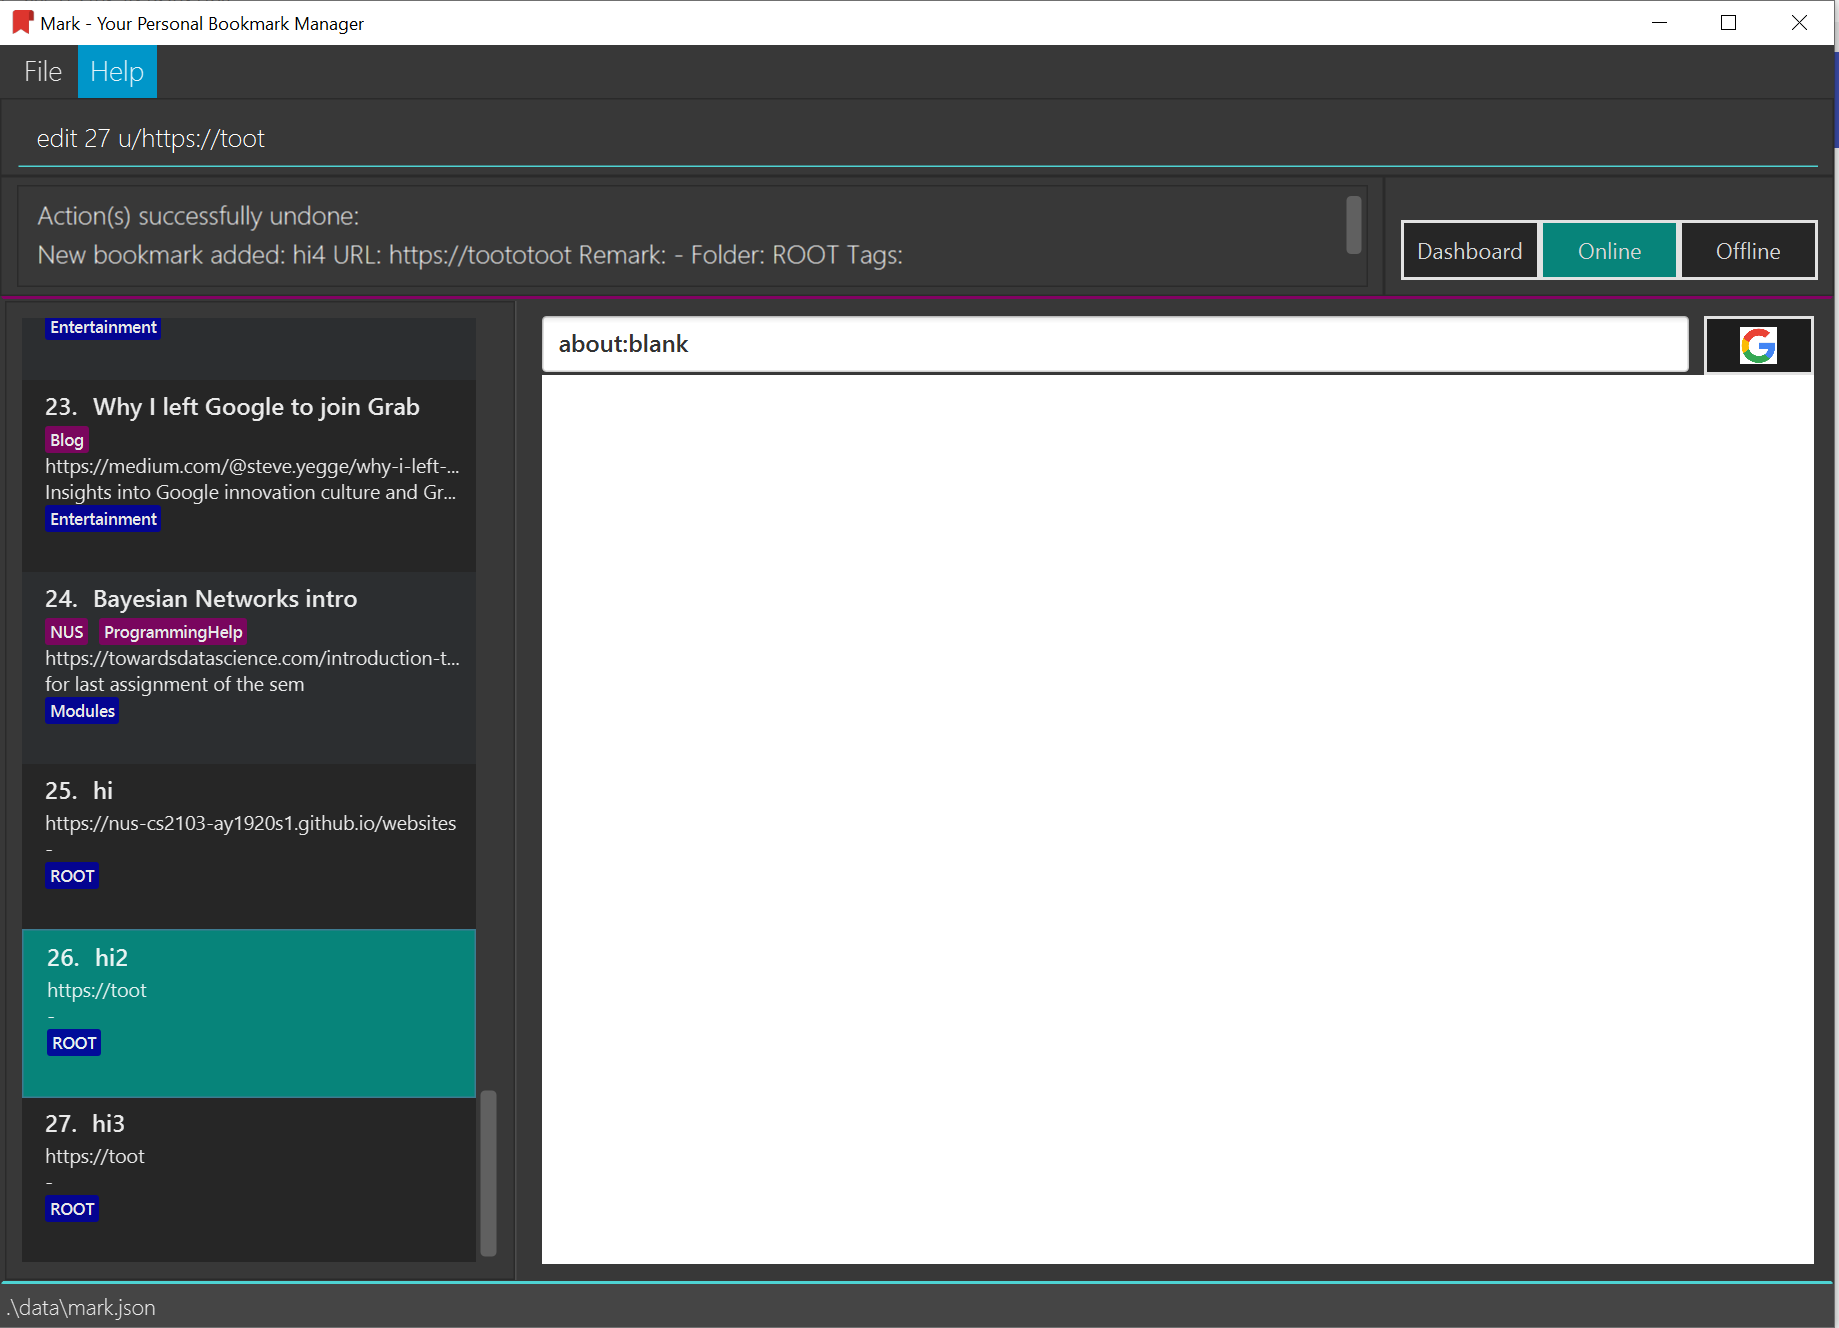 Mark - Your Personal Bookmark Manager
File Help
edit 27 u/https://toot
Action(s) successfully undone:
New bookmark added: hi4 URL: https://toototoot Remark: - Folder: ROOT Tags:
Dashboard Online Offline
Entertainment
23. Why I left Google to join Grab
Blog
https://medium.com/@steve.yegge/why-i-left-...
Insights into Google innovation culture and Gr...
Entertainment
24. Bayesian Networks intro
NUS ProgrammingHelp
https://towardsdatascience.com/introduction-t...
for last assignment of the sem
Modules
25. hi
https://nus-cs2103-ay1920s1.github.io/websites
-
ROOT
26. hi2
https://toot
-
ROOT
27. hi3
https://toot
-
ROOT
about:blank
.\data\mark.json